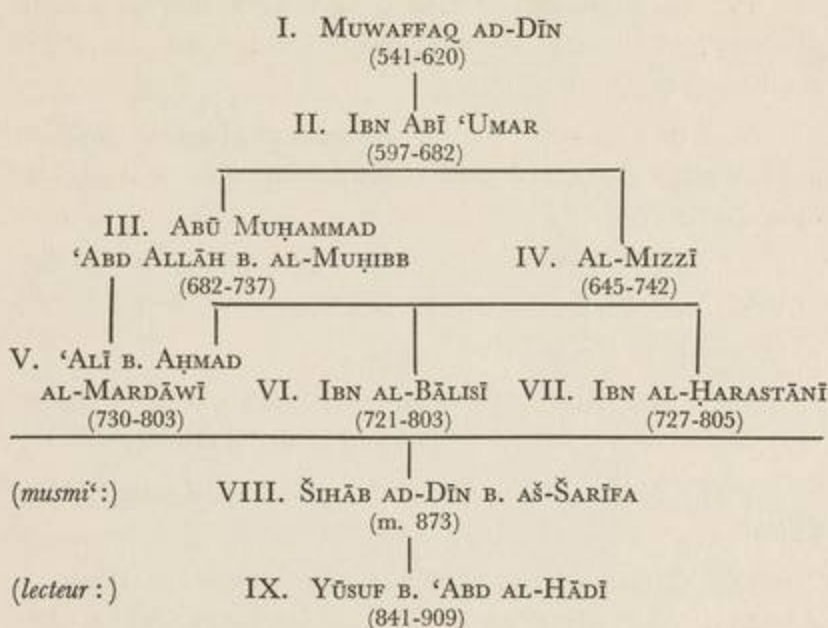 I. Muwaffaq ad-Dīn
(541-620)
II. Ibn Abī ‘Umar
(597-682)
III. Abū Muḥammad
‘Abd Allāh b. al-Muḥibb
(682-737)
IV. Al-Mizzī
(645-742)
V. ‘Alī b. Aḥmad
al-Mardāwī
(730-803)
VI. Ibn al-Bālisī
(721-803)
VII. Ibn al-Ḥarastānī
(727-805)
(musmi‘:) VIII. Šihāb ad-Dīn b. aš-Šarīfa
(m. 873)
(lecteur :) IX. Yūsuf b. ‘Abd al-Hādī
(841-909)